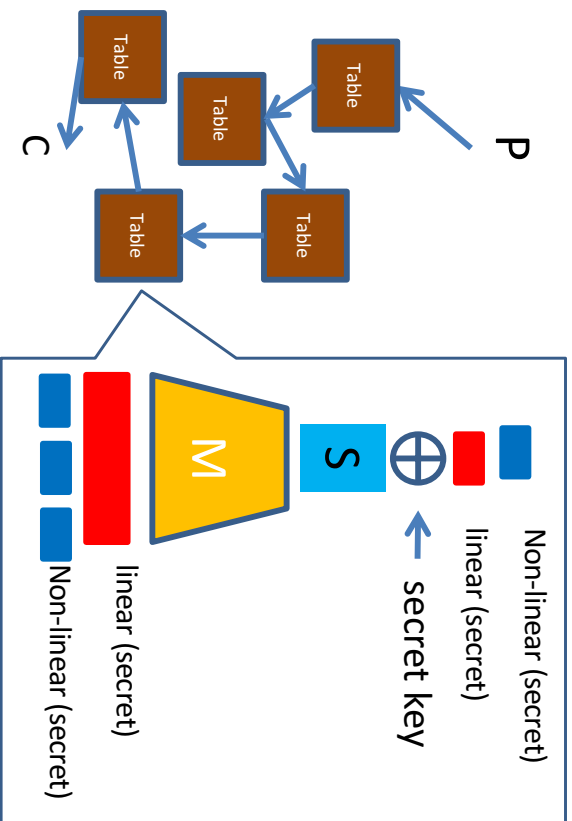 P
Table
Table
Table
Table
Table
C
Non-linear (secret)
linear (secret)
secret key
S
M
linear (secret)
Non-linear (secret)